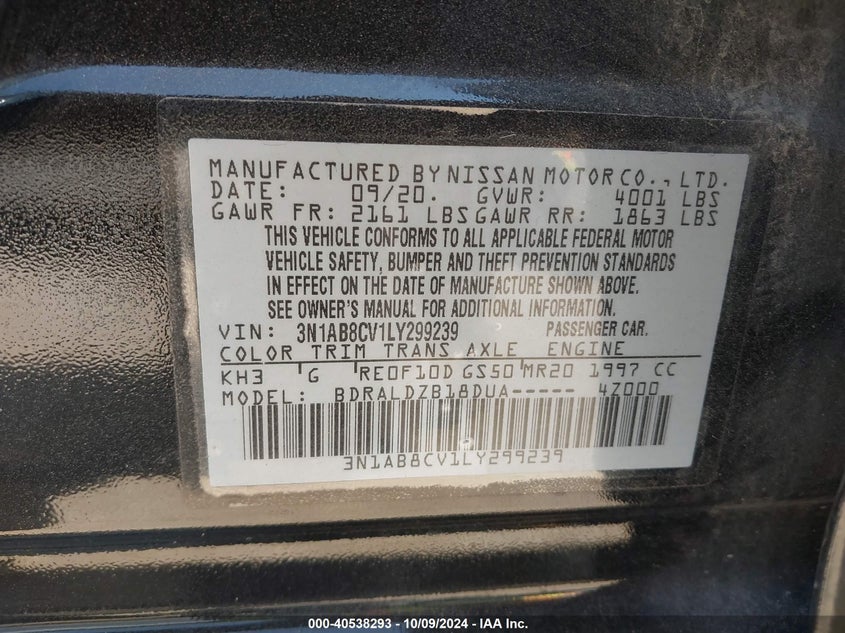 MANUFACTURED BY NISSAN MOTOR CO., LTD.
DATE: 09/20. GVWR: 4001 LBS
GAWR FR: 2161 LBS GAWR RR: 1863 LBS
THIS VEHICLE CONFORMS TO ALL APPLICABLE FEDERAL MOTOR
VEHICLE SAFETY, BUMPER AND THEFT PREVENTION STANDARDS
IN EFFECT ON THE DATE OF MANUFACTURE SHOWN ABOVE.
SEE OWNER'S MANUAL FOR ADDITIONAL INFORMATION.
VIN: 3N1AB8CV1LY299239 PASSENGER CAR.
COLOR TRIM TRANS AXLE ENGINE
KH3 G RE0F10D GS50 MR20 1997 CC
MODEL: BDRALDZB18DUA----- 4Z000
3N1AB8CV1LY299239
000-40538293 - 10/09/2024 - IAA Inc.